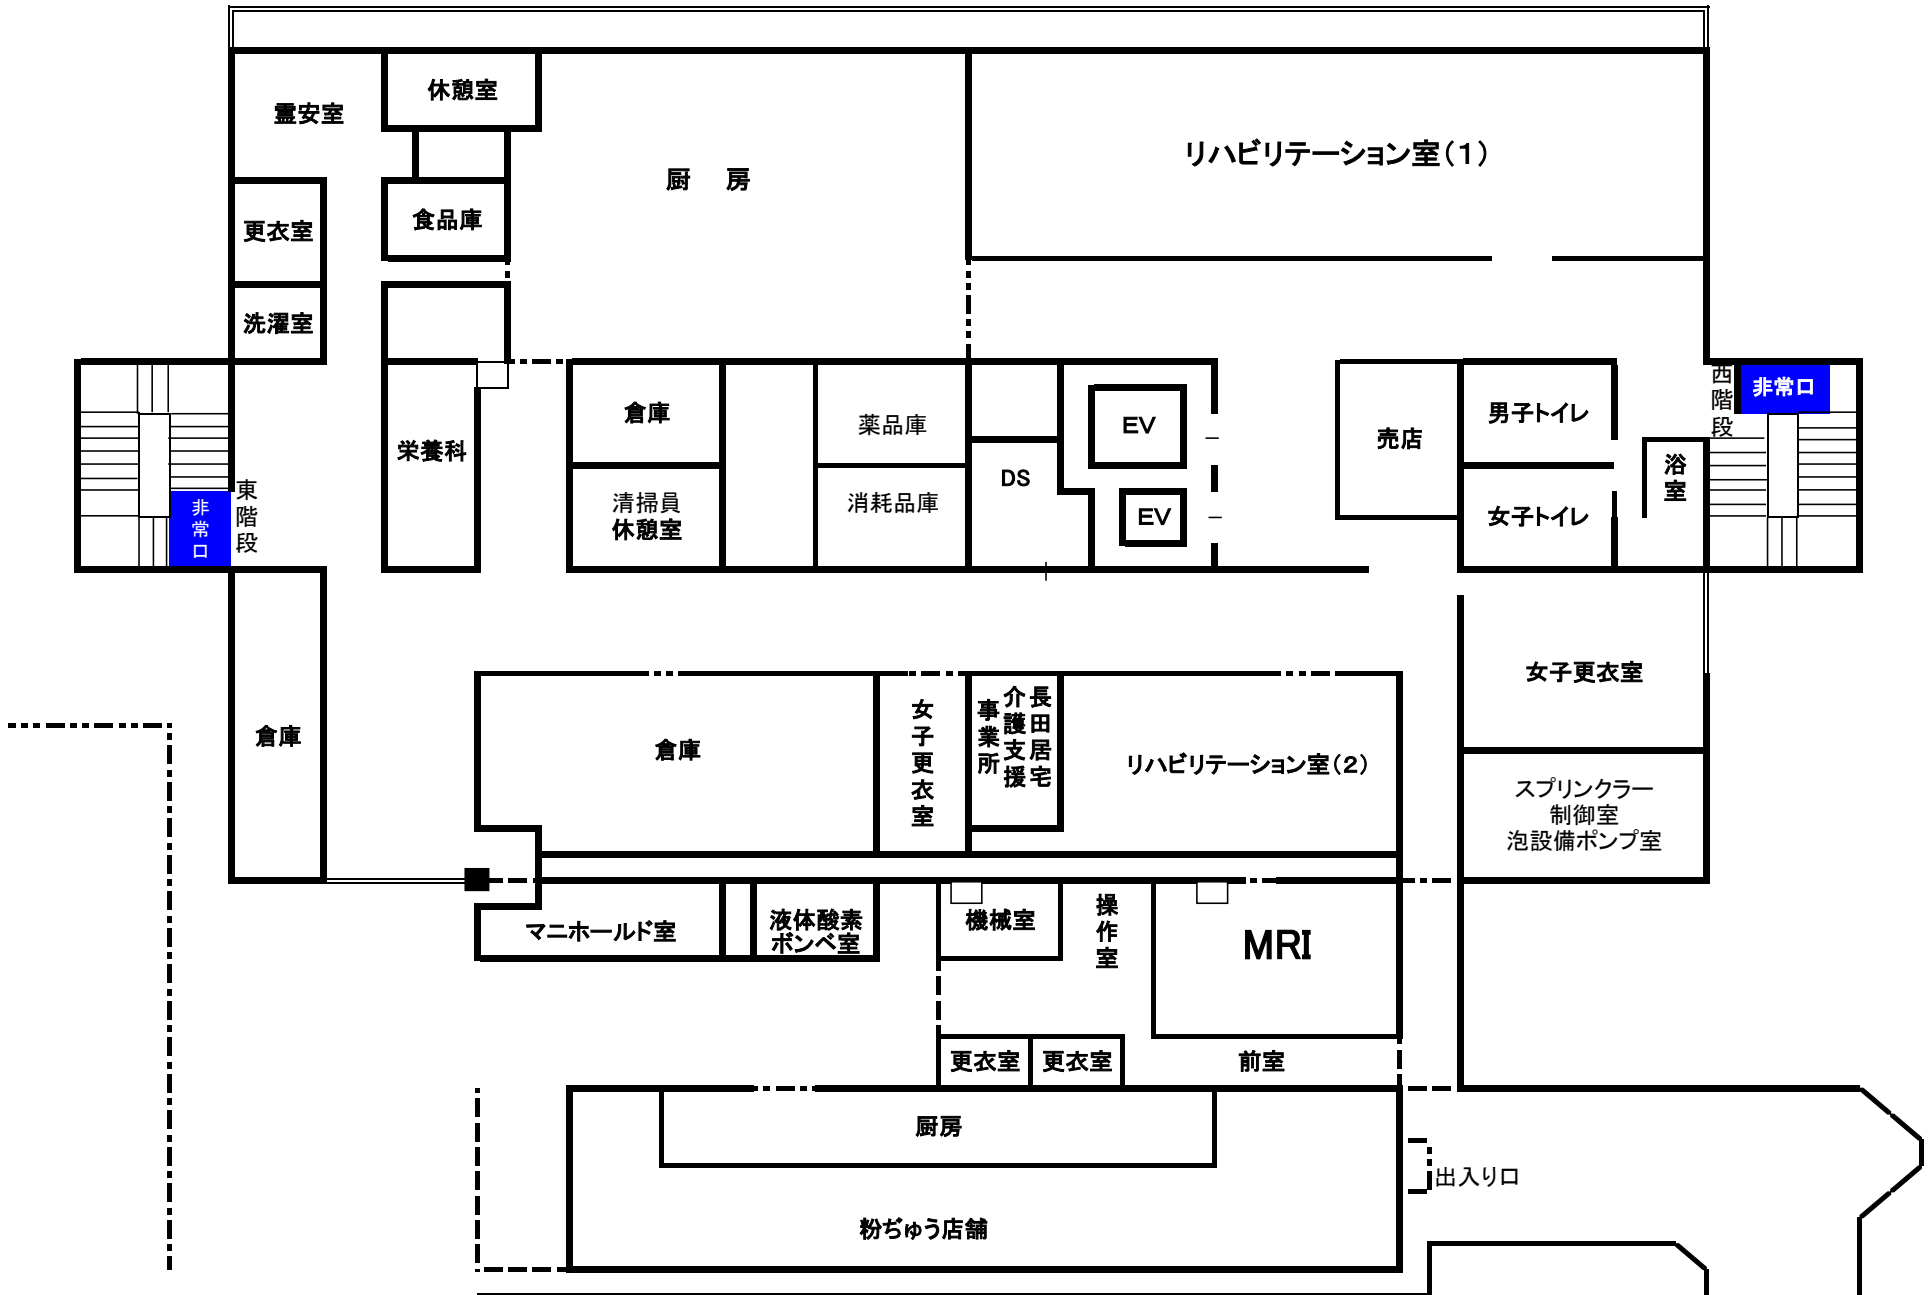 休憩室
霊安室
リハビリテーション室(1)
厨 房
食品庫
更衣室
洗濯室
西階段
非常口
倉庫
薬品庫
EV
売店
男子トイレ
栄養科
DS
浴室
東階段
非常口
清掃員
休憩室
消耗品庫
EV
女子トイレ
女子更衣室
倉庫
倉庫
女子更衣室
長田居宅
介護支援
事業所
リハビリテーション室(2)
スプリンクラー
制御室
泡設備ポンプ室
マニホールド室
液体酸素
ボンベ室
機械室
操作室
MRI
更衣室
更衣室
前室
厨房
出入り口
粉ぢゅう店舗